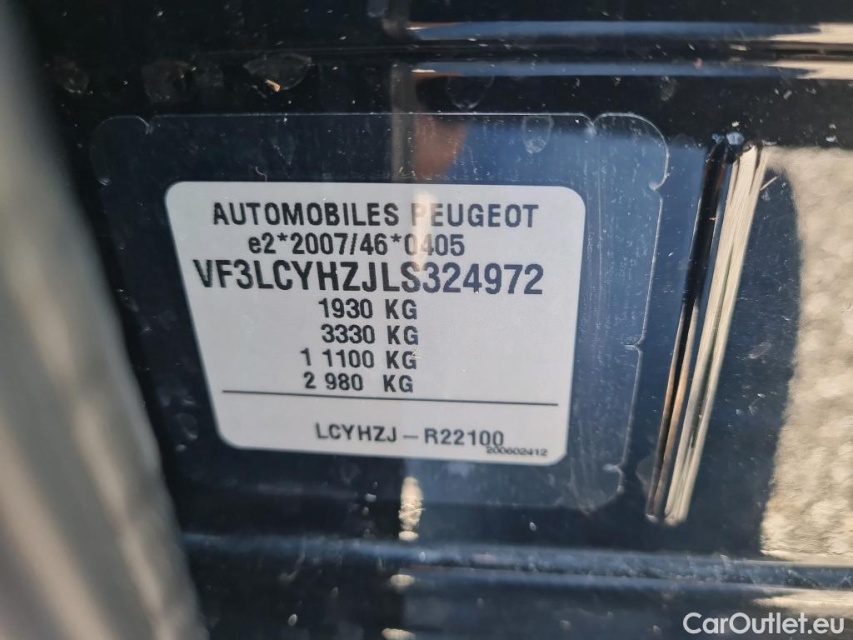 AUTOMOBILES PEUGEOT
e2*2007/46*0405
VF3LCYHZJLS324972
1930 KG
3330 KG
1 1100 KG
2 980 KG
LCYHZJ - R22100
200602412
CarOutlet.eu